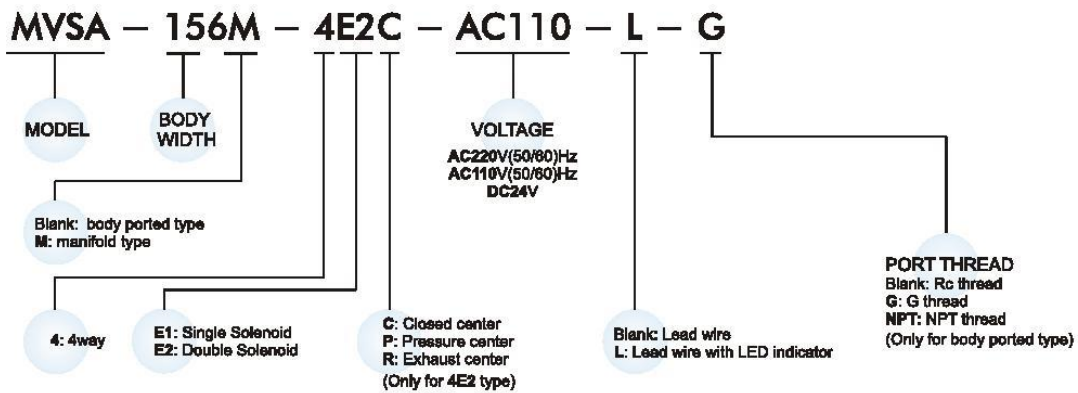 MVSA - 156M - 4E2C - AC110 - L - G
MODEL
BODY
WIDTH
VOLTAGE
AC220V(50/60)Hz
AC110V(50/60)Hz
DC24V
Blank: body ported type
M: manifold type
4: 4way
E1: Single Solenoid
E2: Double Solenoid
C: Closed center
P: Pressure center
R: Exhaust center
(Only for 4E2 type)
Blank: Lead wire
L: Lead wire with LED indicator
PORT THREAD
Blank: Rc thread
G: G thread
NPT: NPT thread
(Only for body ported type)